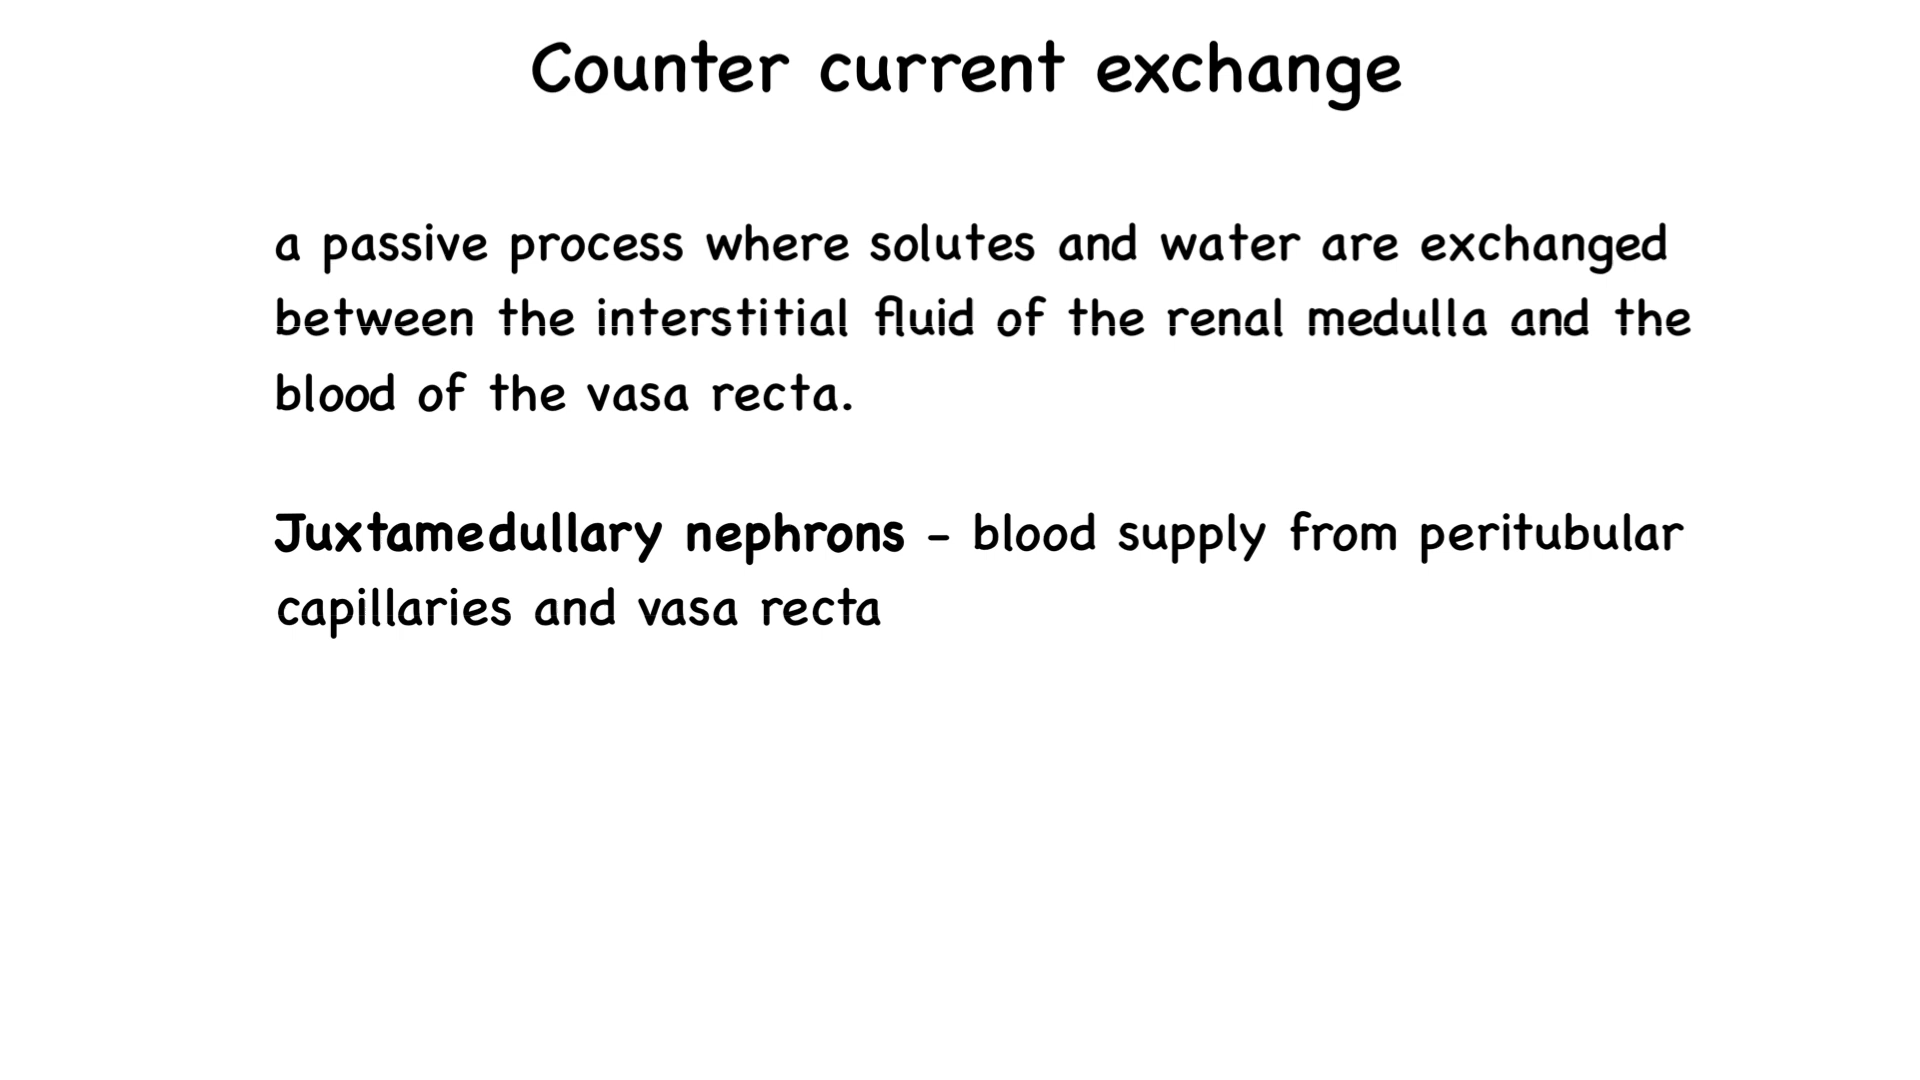 Counter current exchange
a passive process where solutes and water are exchanged
between the interstitial fluid of the renal medulla and the
blood of the vasa recta.
Juxtamedullary nephrons - blood supply from peritubular
capillaries and vasa recta